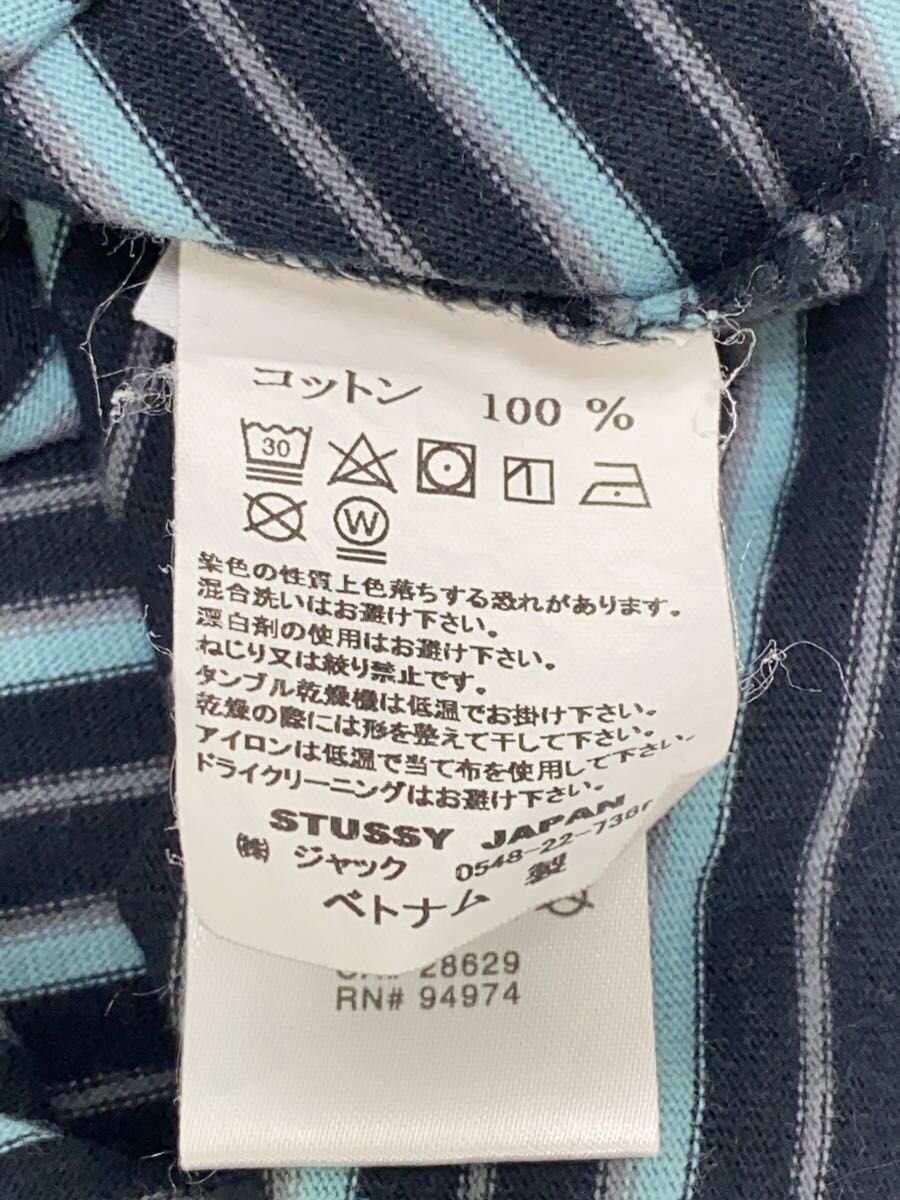 コットン 100 %
30
W
染色の性質上色落ちする恐れがあります。
混合洗いはお避け下さい。
漂白剤の使用はお避け下さい。
ねじり又は絞り禁止です。
タンブル乾燥機は低温でお掛け下さい。
乾燥の際には形を整えて干して下さい。
アイロンは低温で当て布を使用して下さい。
ドライクリーニングはお避け下さい。
STUSSY JAPAN
㈱ ジャック
ベトナム 製
28629
RN# 94974